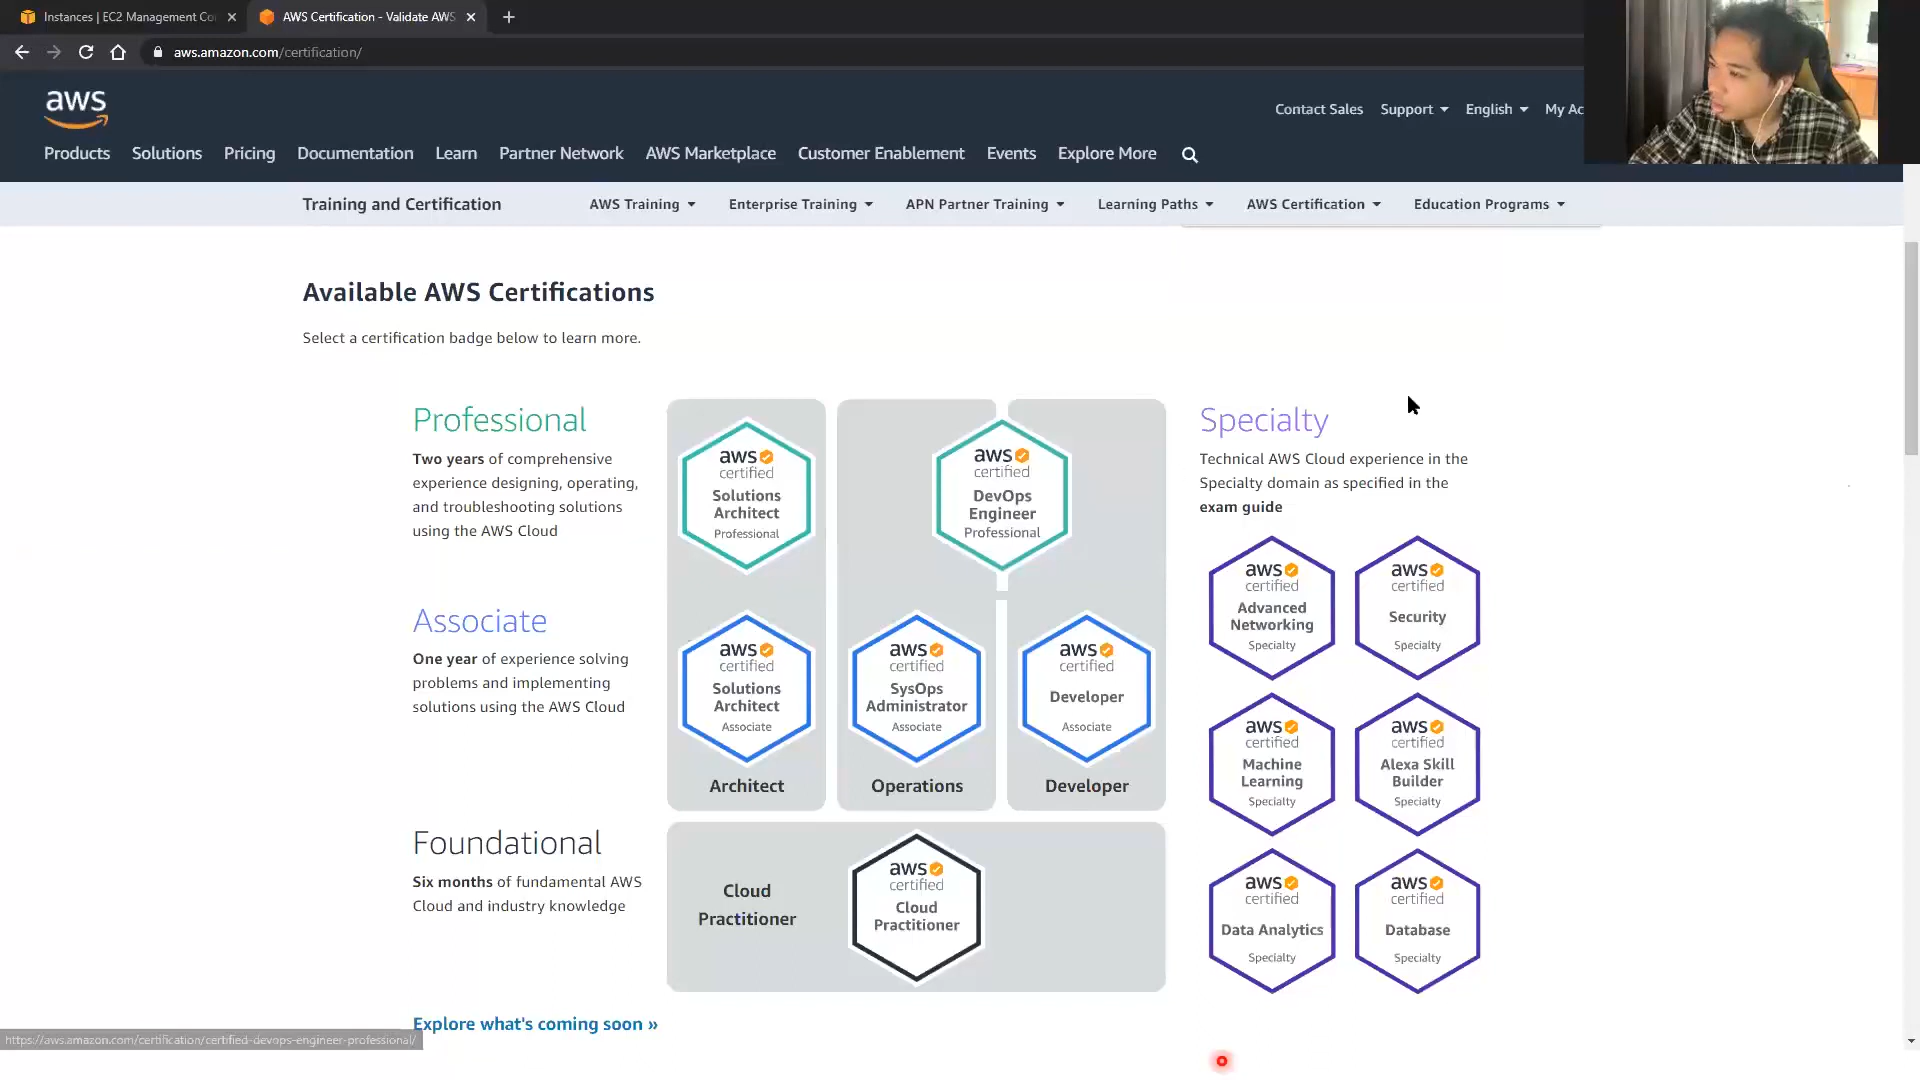 Instances | EC2 Management Co
AWS Certification - Validate AWS
aws.amazon.com/certification/
aws
Contact Sales
Support
English
My Ac
Products
Solutions
Pricing
Documentation
Learn
Partner Network
AWS Marketplace
Customer Enablement
Events
Explore More
Training and Certification
AWS Training
Enterprise Training
APN Partner Training
Learning Paths
AWS Certification
Education Programs
Available AWS Certifications
Select a certification badge below to learn more.
Professional
Two years of comprehensive
experience designing, operating,
and troubleshooting solutions
using the AWS Cloud
aws
certified
Solutions
Architect
Professional
aws
certified
DevOps
Engineer
Professional
Associate
One year of experience solving
problems and implementing
solutions using the AWS Cloud
aws
certified
Solutions
Architect
Associate
Architect
aws
certified
SysOps
Administrator
Associate
Operations
aws
certified
Developer
Associate
Developer
Foundational
Six months of fundamental AWS
Cloud and industry knowledge
Cloud
Practitioner
aws
certified
Cloud
Practitioner
Specialty
Technical AWS Cloud experience in the
Specialty domain as specified in the
exam guide
aws
certified
Advanced
Networking
Specialty
aws
certified
Security
Specialty
aws
certified
Machine
Learning
Specialty
aws
certified
Alexa Skill
Builder
Specialty
aws
certified
Data Analytics
Specialty
aws
certified
Database
Specialty
Explore what's coming soon »
https://aws.amazon.com/certification/certified-devops-engineer-professional/